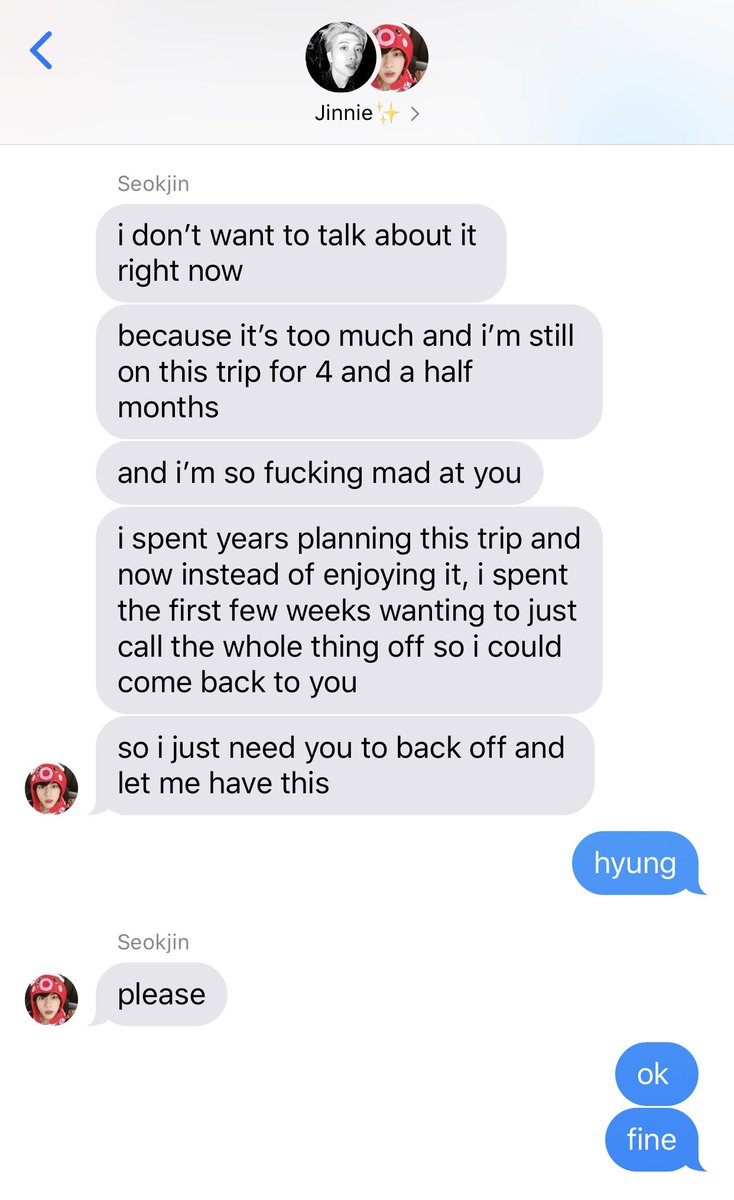 Jinnie✨ >
Seokjin
i don’t want to talk about it
right now
because it’s too much and i’m still
on this trip for 4 and a half
months
and i’m so fucking mad at you
i spent years planning this trip and
now instead of enjoying it, i spent
the first few weeks wanting to just
call the whole thing off so i could
come back to you
so i just need you to back off and
let me have this
hyung
Seokjin
please
ok
fine